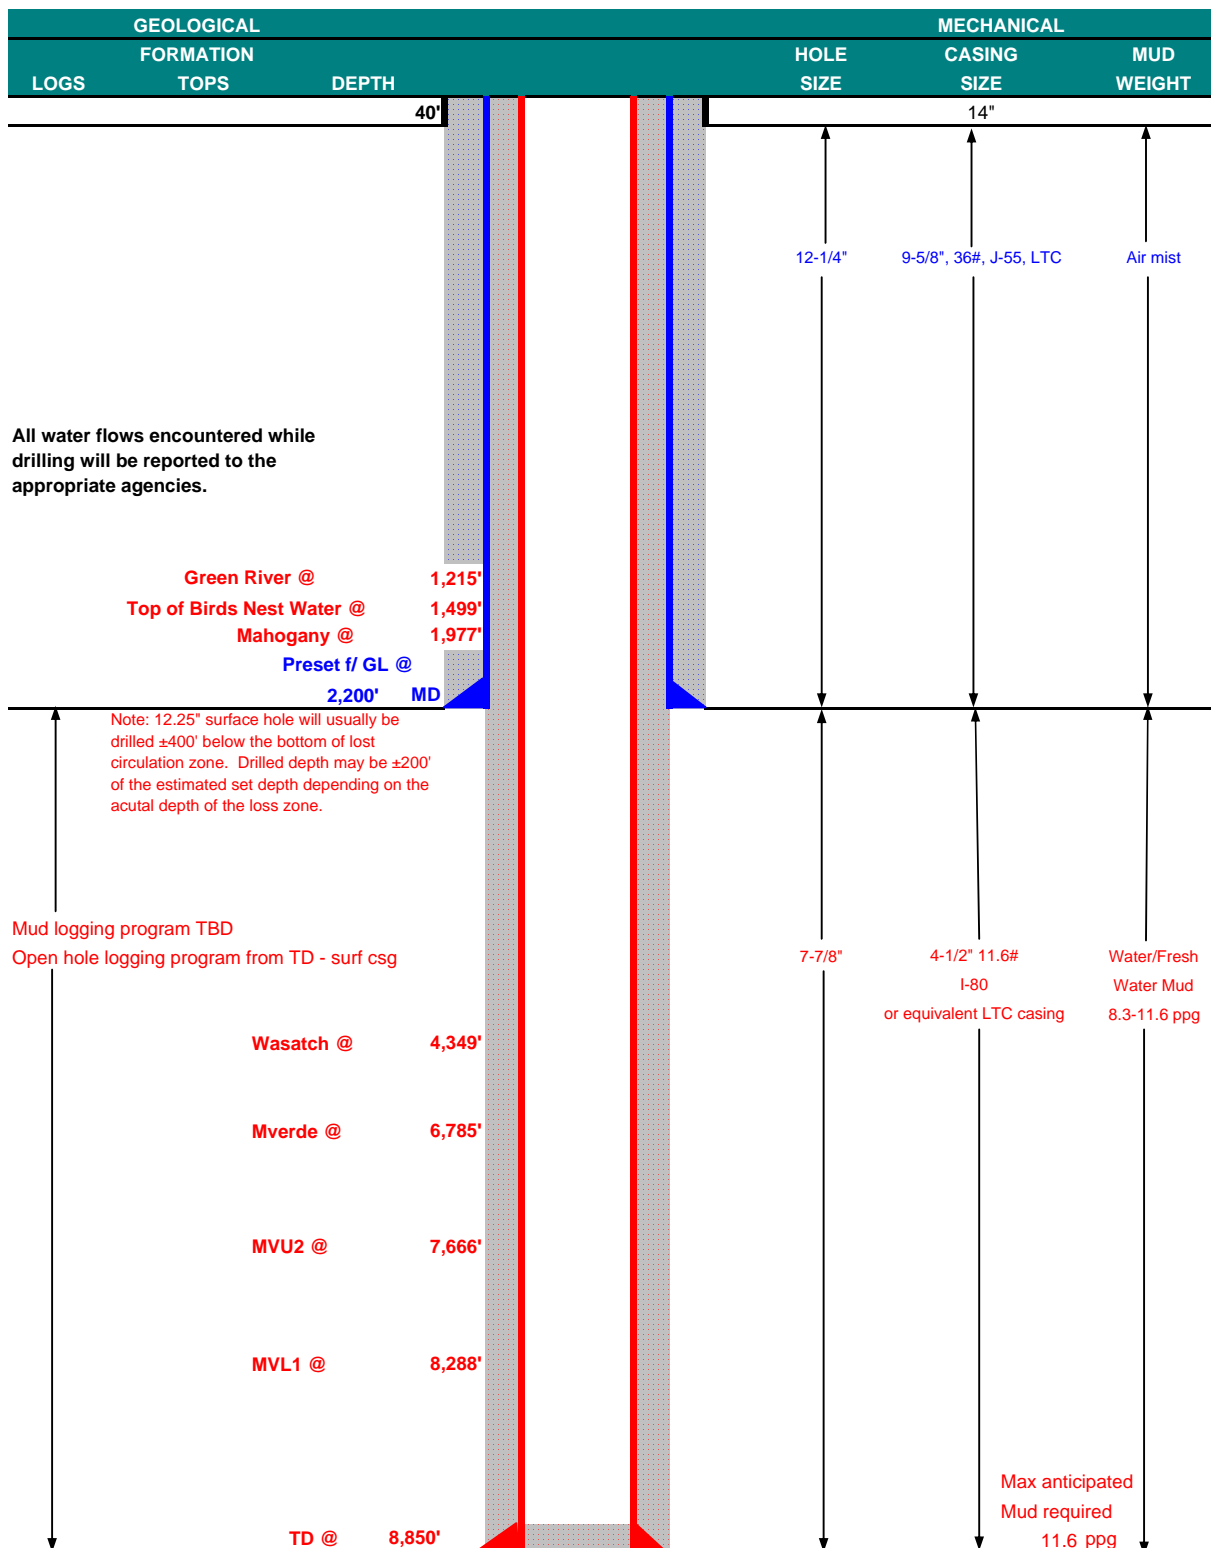 GEOLOGICAL MECHANICAL
FORMATION HOLE CASING MUD
LOGS TOPS DEPTH SIZE SIZE WEIGHT
40' 14"
12-1/4" 9-5/8", 36#, J-55, LTC Air mist
All water flows encountered while
drilling will be reported to the
appropriate agencies.
Green River @ 1,215'
Top of Birds Nest Water @ 1,499'
Mahogany @ 1,977'
Preset f/ GL @
2,200' MD
Note: 12.25" surface hole will usually be
drilled ±400' below the bottom of lost
circulation zone. Drilled depth may be ±200'
of the estimated set depth depending on the
acutal depth of the loss zone.
Mud logging program TBD
Open hole logging program from TD - surf csg
7-7/8" 4-1/2" 11.6# Water/Fresh
I-80 Water Mud
or equivalent LTC casing 8.3-11.6 ppg
Wasatch @ 4,349'
Mverde @ 6,785'
MVU2 @ 7,666'
MVL1 @ 8,288'
Max anticipated
Mud required
TD @ 8,850' 11.6 ppg